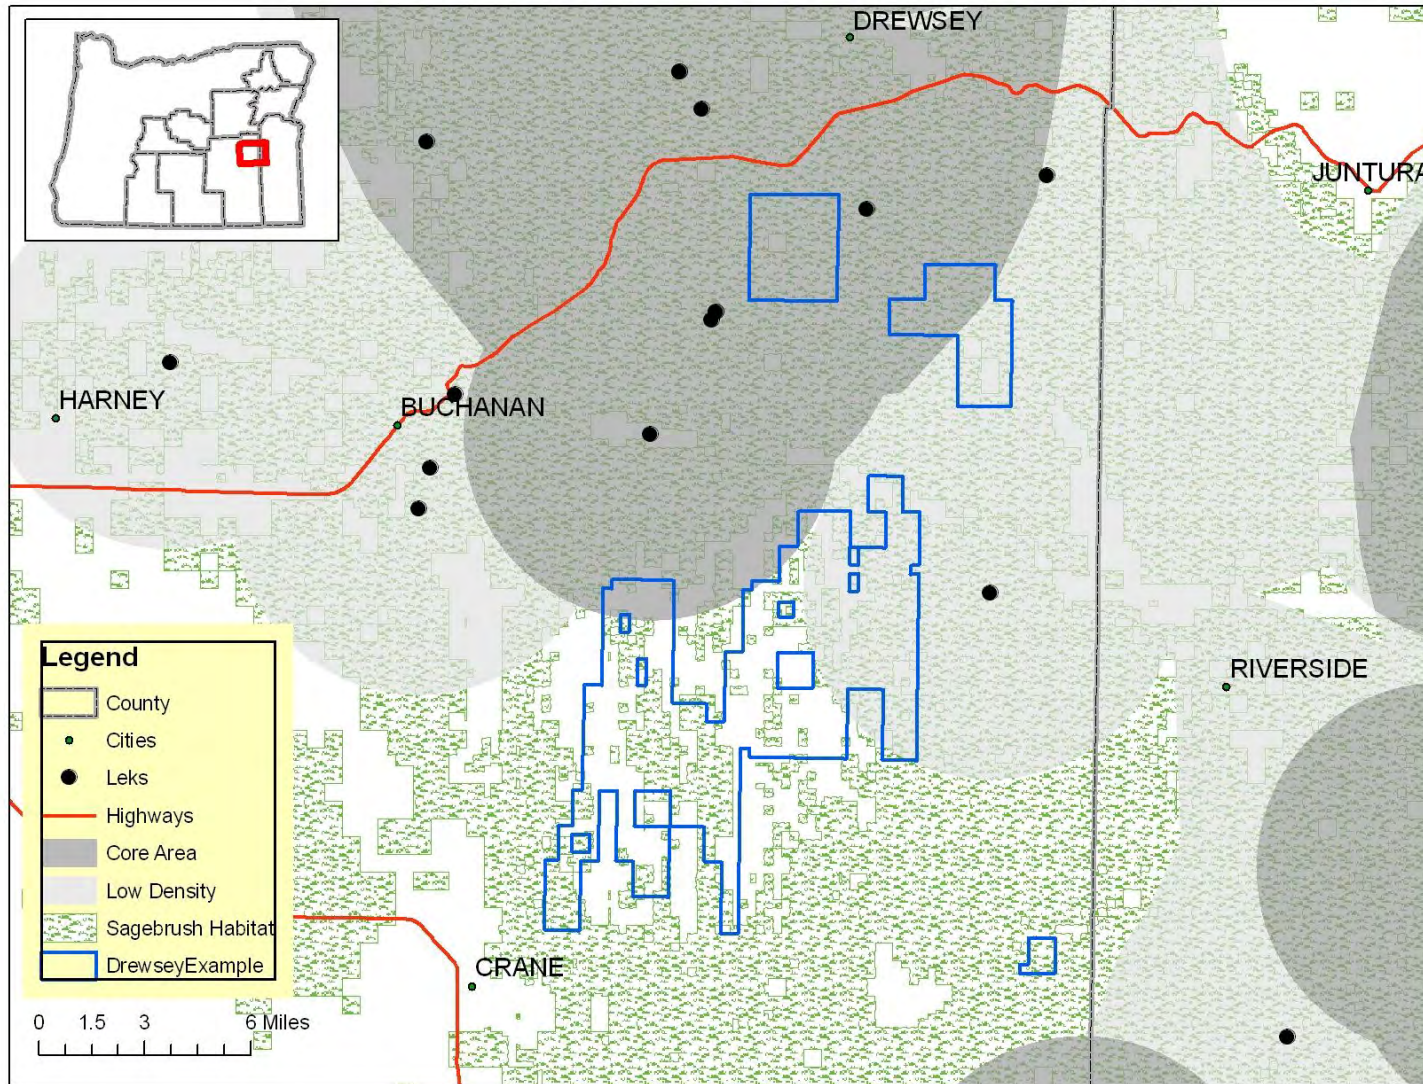 DREWSEY
JUNTURA
HARNEY
BUCHANAN
RIVERSIDE
CRANE
Legend
County
Cities
Leks
Highways
Core Area
Low Density
Sagebrush Habitat
DrewseyExample
0 1.5 3 6 Miles